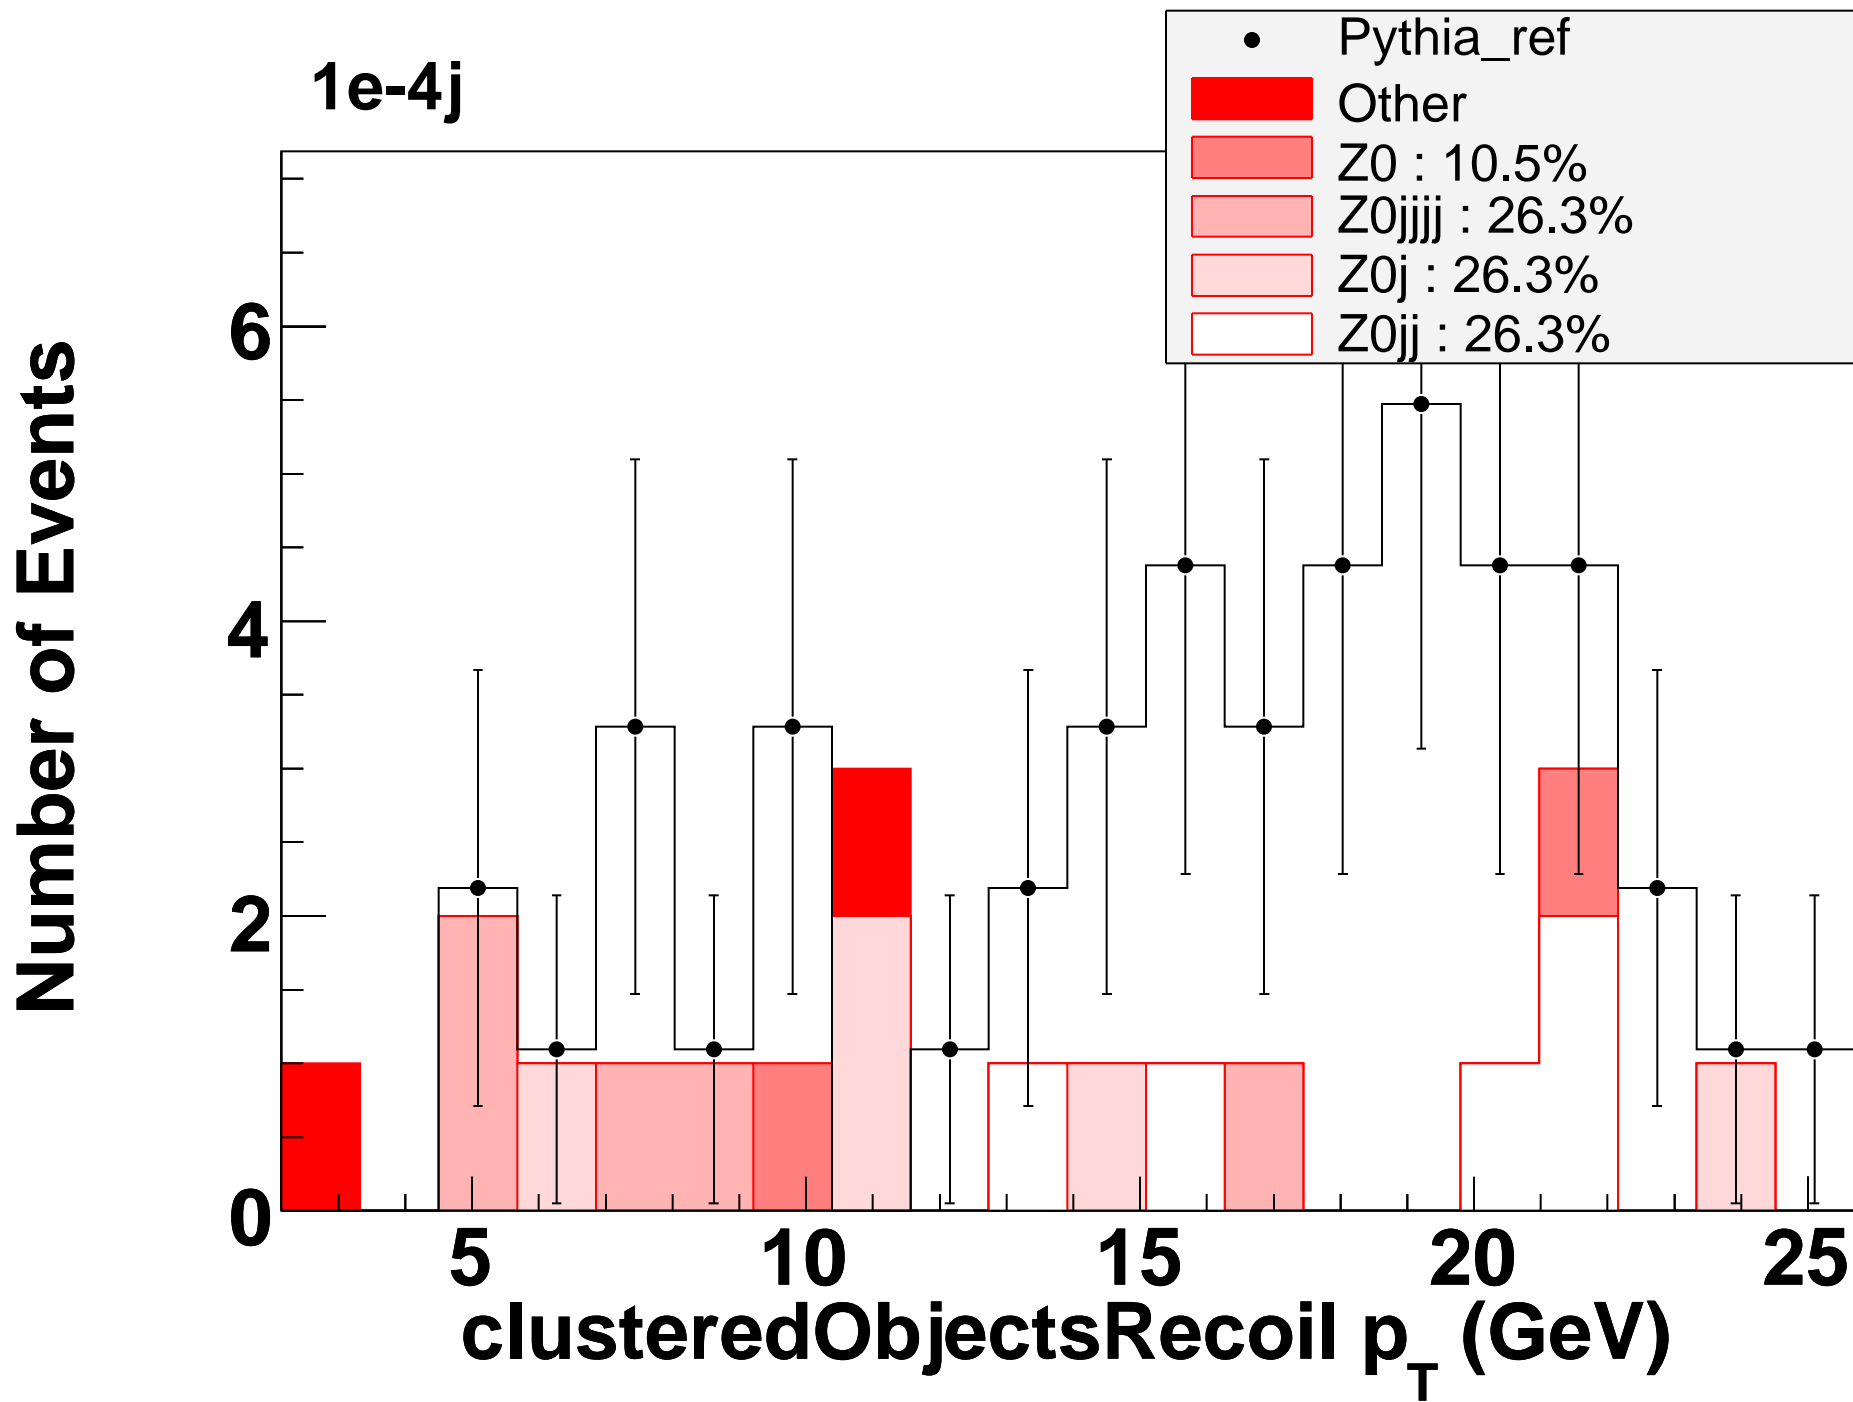 1e-4j
Pythia_ref
Other
Z0 : 10.5%
Z0jjjj : 26.3%
Z0j : 26.3%
Z0jj : 26.3%
Number of Events
6
4
2
0
5 10 15 20 25
clusteredObjectsRecoil p_T (GeV)